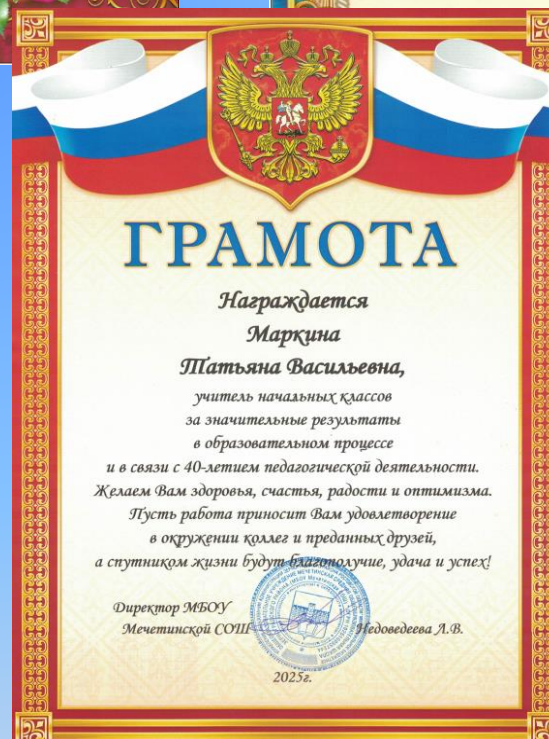 ГРАМОТА
Награждается
Маркина
Татьяна Васильевна,
учитель начальных классов
за значительные результаты
в образовательном процессе
и в связи с 40-летием педагогической деятельности.
Желаем Вам здоровья, счастья, радости и оптимизма.
Пусть работа приносит Вам удовлетворение
в окружении коллег и преданных друзей,
а спутником жизни будут благополучие, удача и успех!
Директор МБОУ
Мечетинской СОШ Недоведеева Л.В.
2025г.